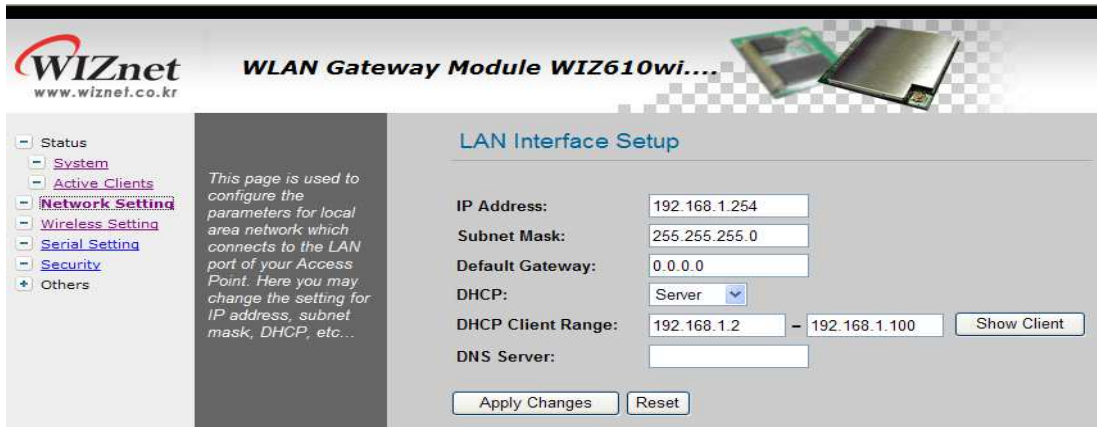 WIZnet
www.wiznet.co.kr
WLAN Gateway Module WIZ610wi....
Status
System
Active Clients
Network Setting
Wireless Setting
Serial Setting
Security
Others
This page is used to
configure the
parameters for local
area network which
connects to the LAN
port of your Access
Point. Here you may
change the setting for
IP address, subnet
mask, DHCP, etc...
LAN Interface Setup
IP Address: 192.168.1.254
Subnet Mask: 255.255.255.0
Default Gateway: 0.0.0.0
DHCP: Server
DHCP Client Range: 192.168.1.2 – 192.168.1.100 Show Client
DNS Server:
Apply Changes Reset